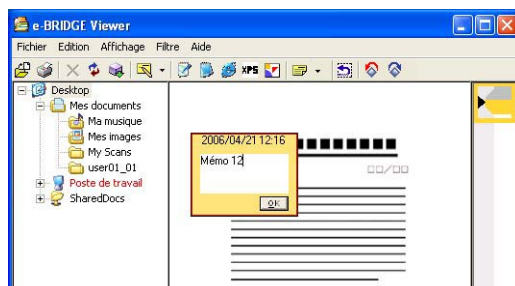 e-BRIDGE Viewer
Fichier Edition Affichage Filtre Aide
XPS
Desktop
Mes documents
Ma musique
Mes images
My Scans
user01_01
Poste de travail
SharedDocs
2006/04/21 12:16
Mémo 12
OK